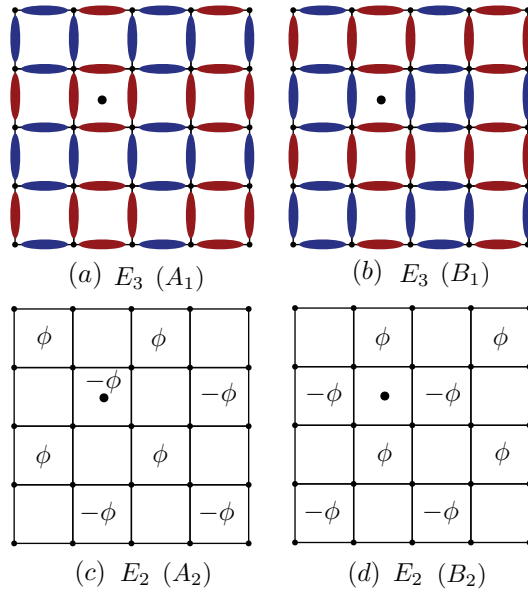 (a) E₃ (A₁)
(b) E₃ (B₁)
ϕ ϕ
ϕ ϕ
−ϕ −ϕ
−ϕ −ϕ
ϕ ϕ
ϕ ϕ
−ϕ −ϕ
−ϕ −ϕ
(c) E₂ (A₂)
(d) E₂ (B₂)